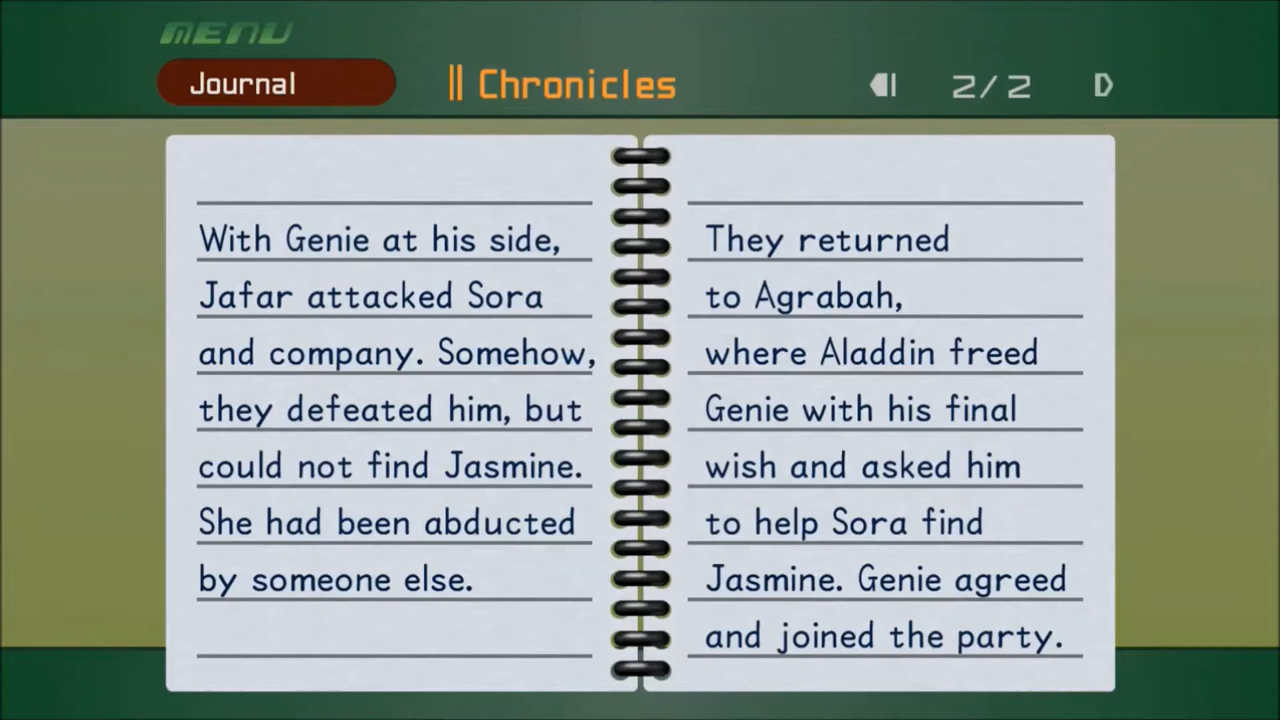 MENU
Journal
Chronicles
2/2
With Genie at his side,
Jafar attacked Sora
and company. Somehow,
they defeated him, but
could not find Jasmine.
She had been abducted
by someone else.
They returned
to Agrabah,
where Aladdin freed
Genie with his final
wish and asked him
to help Sora find
Jasmine. Genie agreed
and joined the party.